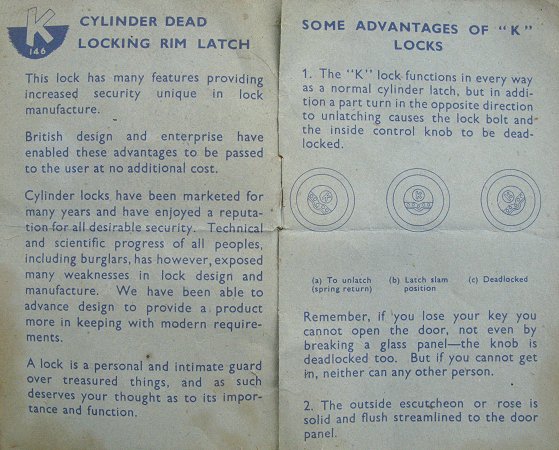 K
146
CYLINDER DEAD
LOCKING RIM LATCH
This lock has many features providing
increased security unique in lock
manufacture.
British design and enterprise have
enabled these advantages to be passed
to the user at no additional cost.
Cylinder locks have been marketed for
many years and have enjoyed a reputa-
tion for all desirable security. Technical
and scientific progress of all peoples,
including burglars, has however, exposed
many weaknesses in lock design and
manufacture. We have been able to
advance design to provide a product
more in keeping with modern require-
ments.
A lock is a personal and intimate guard
over treasured things, and as such
deserves your thought as to its impor-
tance and function.
SOME ADVANTAGES OF "K"
LOCKS
1. The "K" lock functions in every way
as a normal cylinder latch, but in addi-
tion a part turn in the opposite direction
to unlatching causes the lock bolt and
the inside control knob to be dead-
locked.
(a) To unlatch
(spring return)
(b) Latch slam
position
(c) Deadlocked
Remember, if you lose your key you
cannot open the door, not even by
breaking a glass panel—the knob is
deadlocked too. But if you cannot get
in, neither can any other person.
2. The outside escutcheon or rose is
solid and flush streamlined to the door
panel.